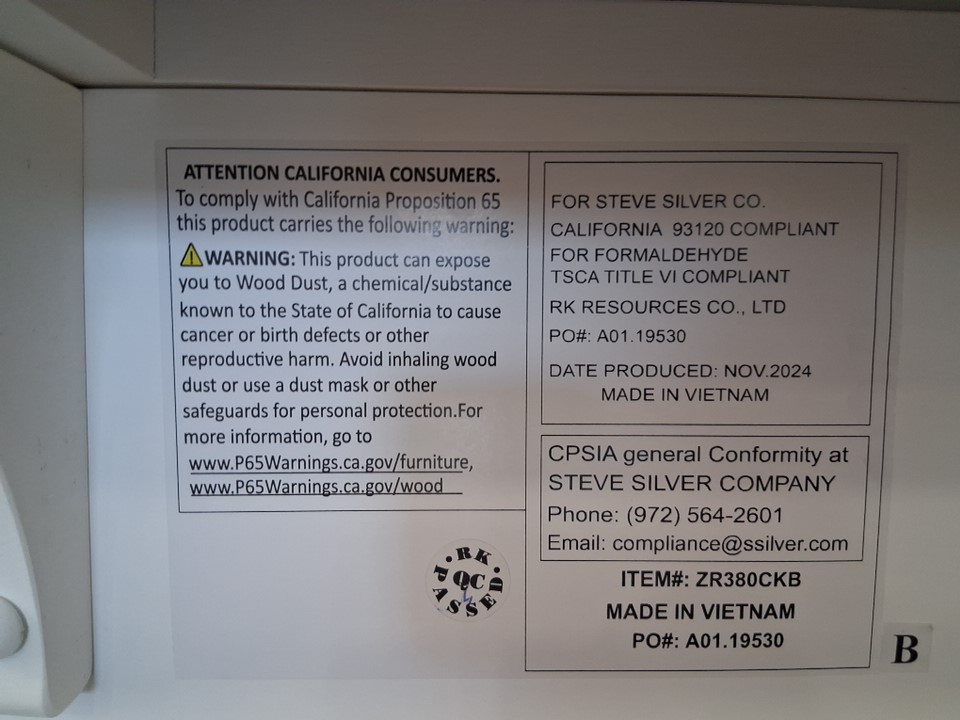 ATTENTION CALIFORNIA CONSUMERS.
To comply with California Proposition 65
this product carries the following warning:
WARNING: This product can expose
you to Wood Dust, a chemical/substance
known to the State of California to cause
cancer or birth defects or other
reproductive harm. Avoid inhaling wood
dust or use a dust mask or other
safeguards for personal protection.For
more information, go to
www.P65Warnings.ca.gov/furniture,
www.P65Warnings.ca.gov/wood
RK
QC
PASSED
FOR STEVE SILVER CO.
CALIFORNIA 93120 COMPLIANT
FOR FORMALDEHYDE
TSCA TITLE VI COMPLIANT
RK RESOURCES CO., LTD
PO#: A01.19530
DATE PRODUCED: NOV.2024
MADE IN VIETNAM
CPSIA general Conformity at
STEVE SILVER COMPANY
Phone: (972) 564-2601
Email: compliance@ssilver.com
ITEM#: ZR380CKB
MADE IN VIETNAM
PO#: A01.19530
B